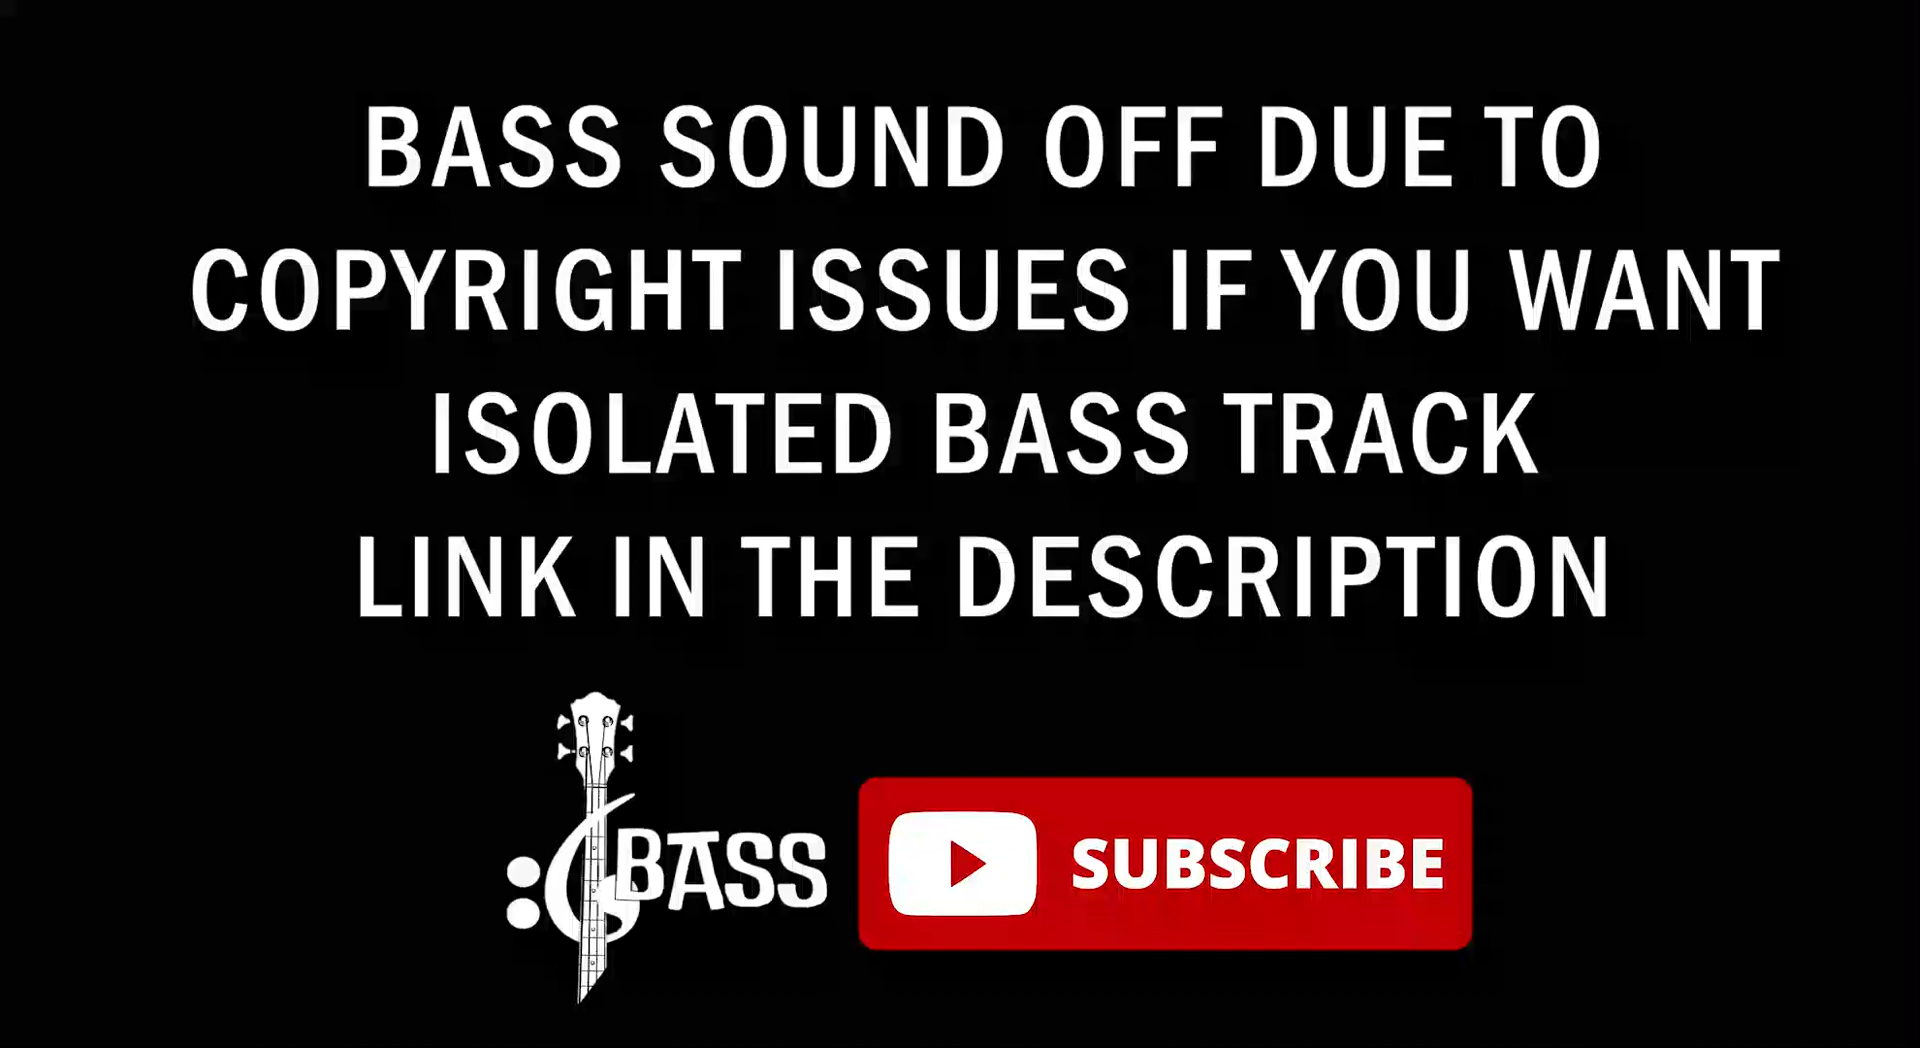 BASS SOUND OFF DUE TO
COPYRIGHT ISSUES IF YOU WANT
ISOLATED BASS TRACK
LINK IN THE DESCRIPTION
BASS
SUBSCRIBE